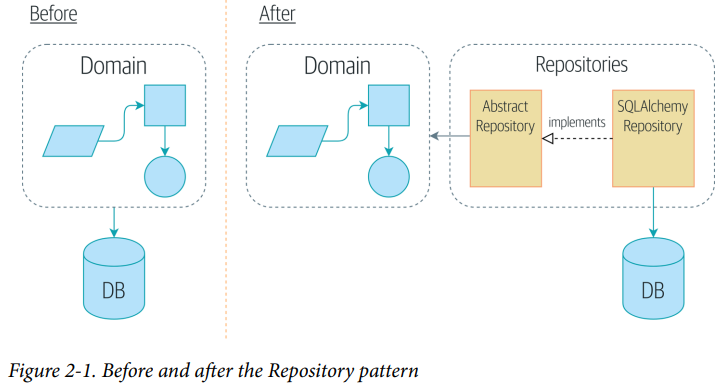 Before
After
Domain
Domain
Repositories
Abstract
Repository
implements
SQLAlchemy
Repository
DB
DB
Figure 2-1. Before and after the Repository pattern